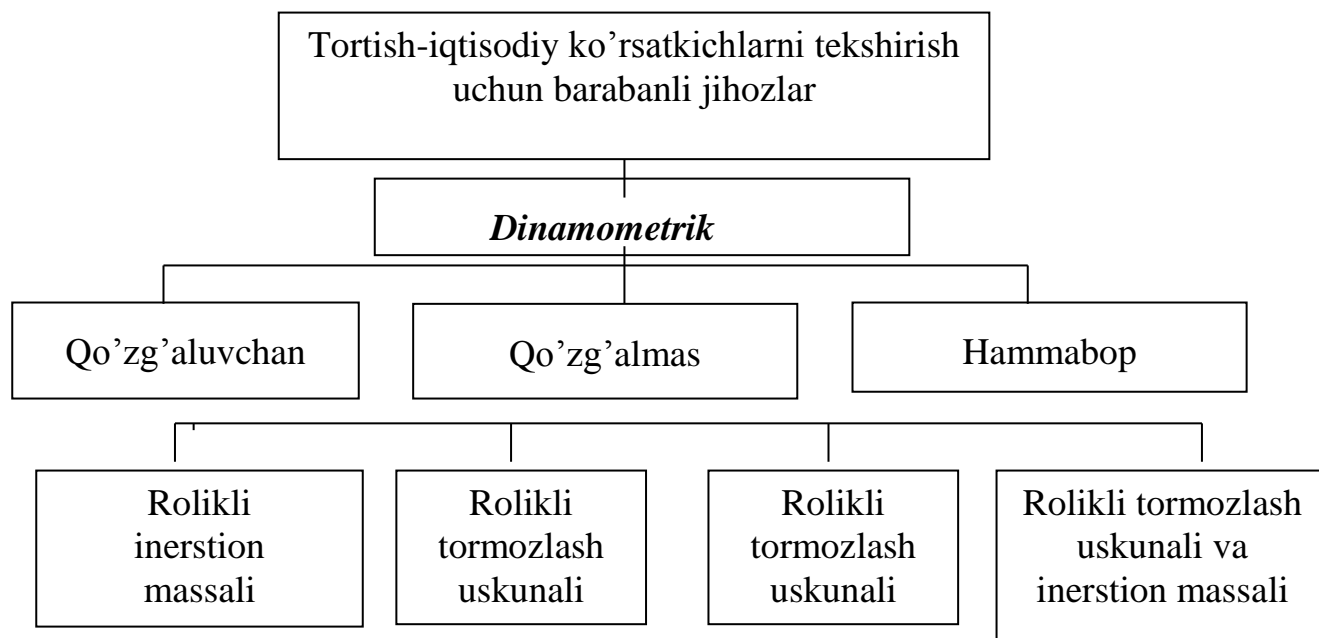 Tortish-iqtisodiy ko’rsatkichlarni tekshirish
uchun barabanli jihozlar
Dinamometrik
Qo’zg’aluvchan
Qo’zg’almas
Hammabop
Rolikli
inerstion
massali
Rolikli
tormozlash
uskunali
Rolikli
tormozlash
uskunali
Rolikli tormozlash
uskunali va
inerstion massali